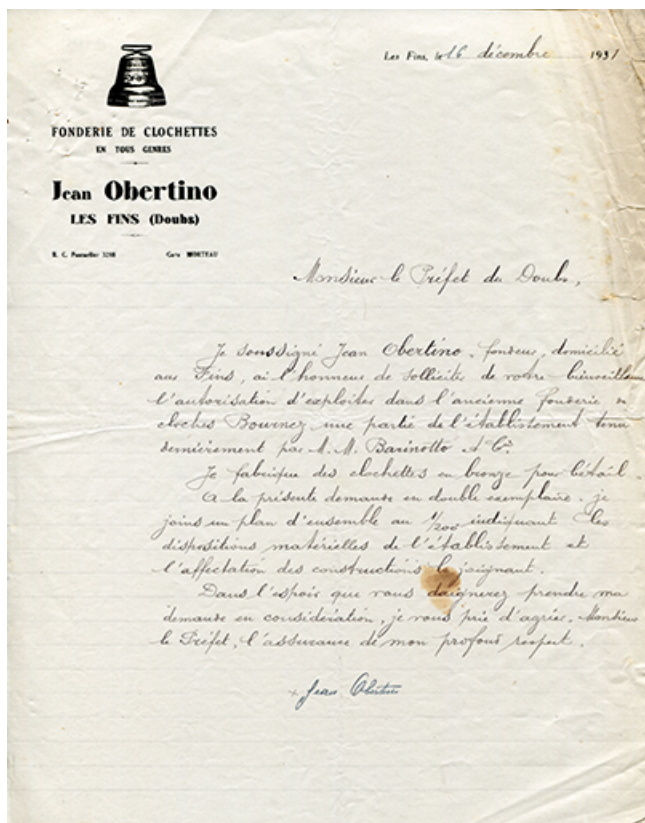 Les Fins, le 16 décembre 1931
FONDERIE DE CLOCHETTES
EN TOUS GENRES
Jean Obertino
LES FINS (Doubs)
R. C. Pontarlier 3298 Gare MORTEAU
Monsieur le Préfet du Doubs,
Je soussigné Jean Obertino, fondeur, domicilié
aux Fins, ai l'honneur de solliciter de votre bienveillance
l'autorisation d'exploiter dans l'ancienne fonderie de
cloches Bournez une partie de l'établissement tenu
dernièrement par M. M. Barinotto & Cie.
Je fabrique des clochettes en bronze pour bétail.
A la présente demande en double exemplaire, je
joins un plan d'ensemble au 1/200 indiquant les
dispositions matérielles de l'établissement et
l'affectation des constructions le joignant.
Dans l'espoir que vous daignerez prendre ma
demande en considération, je vous prie d'agréer, Monsieur
le Préfet, l'assurance de mon profond respect.
Jean Obertino